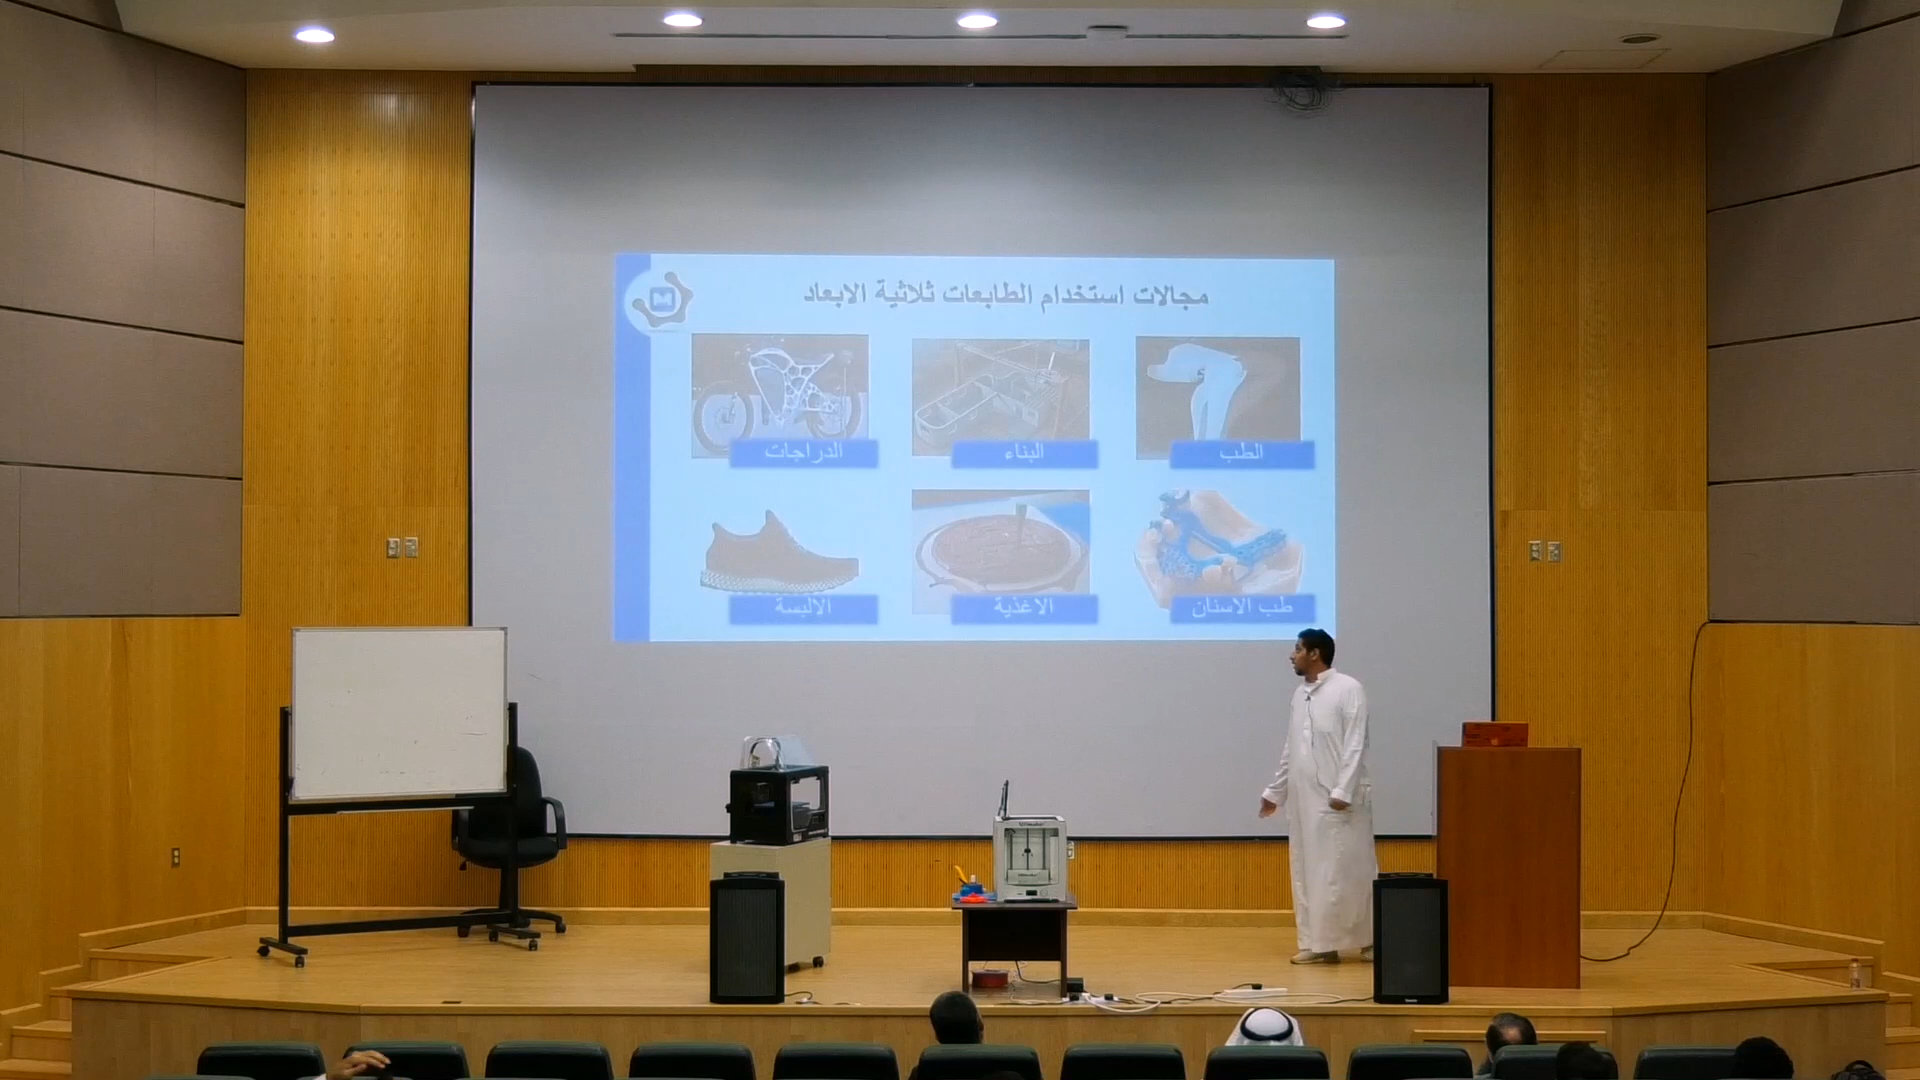 مجالات استخدام الطابعات ثلاثية الابعاد
الطب
البناء
الدراجات
طب الاسنان
الاغذية
الالبسة